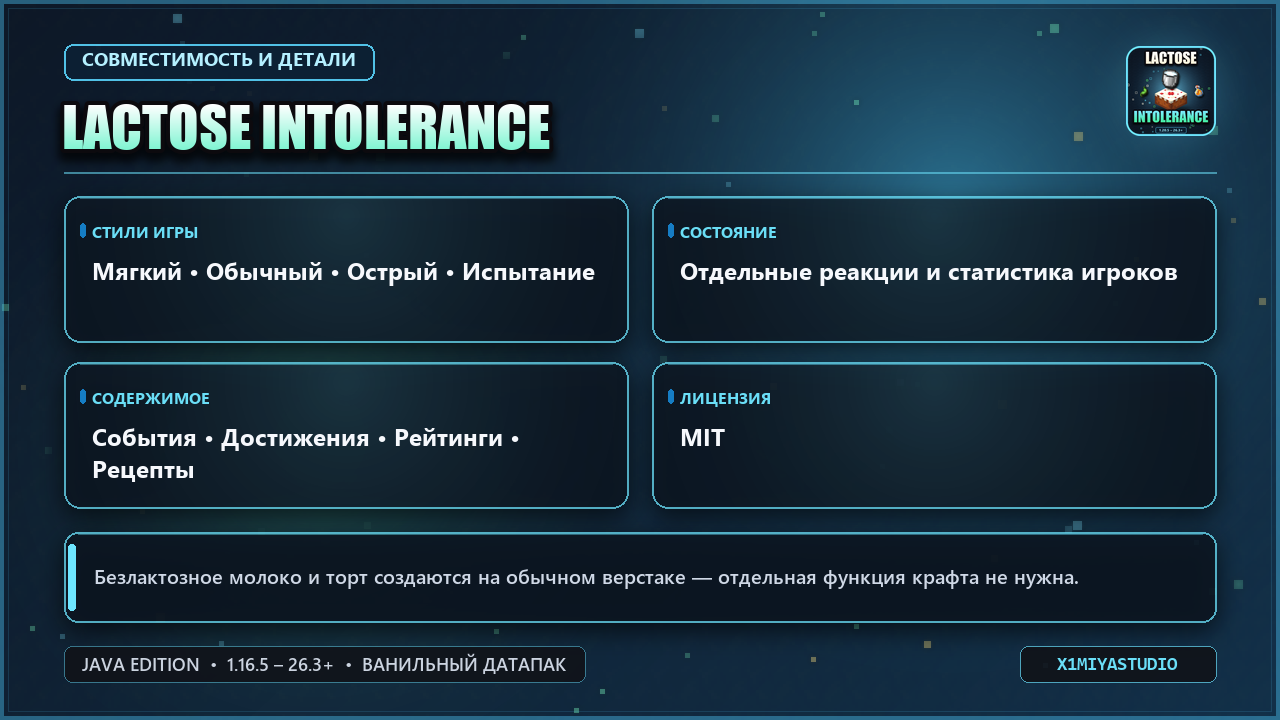 СОВМЕСТИМОСТЬ И ДЕТАЛИ
LACTOSE INTOLERANCE
LACTOSE
INTOLERANCE
СТИЛИ ИГРЫ
Мягкий • Обычный • Острый • Испытание
СОСТОЯНИЕ
Отдельные реакции и статистика игроков
СОДЕРЖИМОЕ
События • Достижения • Рейтинги •
Рецепты
ЛИЦЕНЗИЯ
MIT
Безлактозное молоко и торт создаются на обычном верстаке — отдельная функция крафта не нужна.
JAVA EDITION • 1.16.5 – 26.3+ • ВАНИЛЬНЫЙ ДАТАПАК
X1MIYASTUDIO